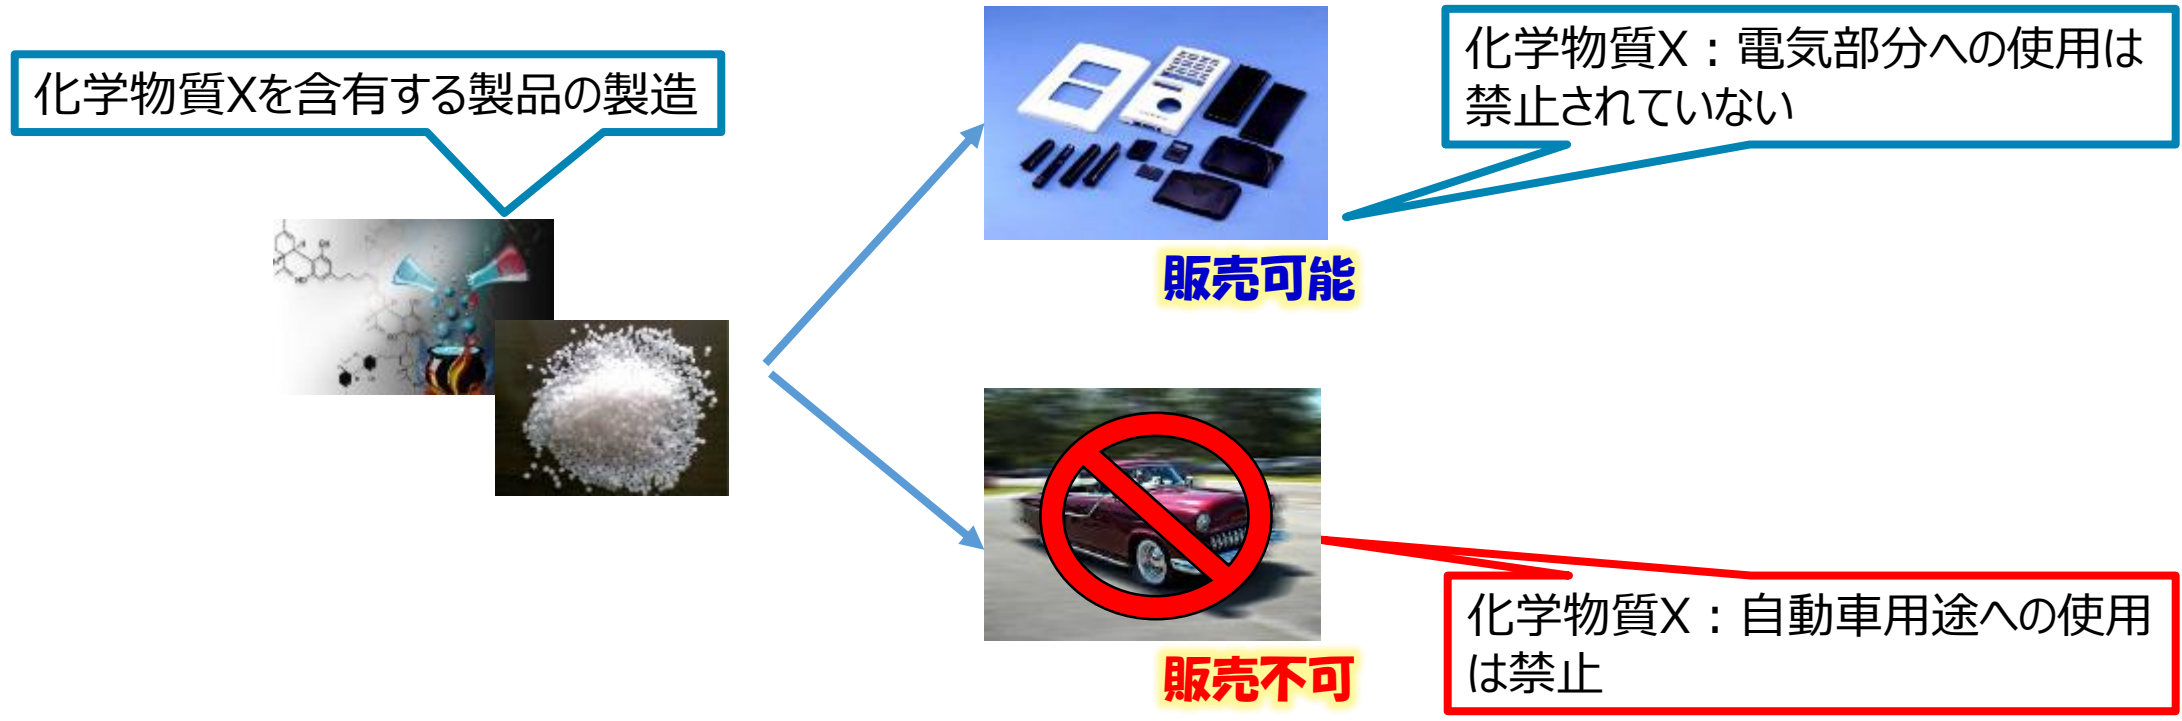 化学物質Xを含有する製品の製造
化学物質X：電気部分への使用は
禁止されていない
販売可能
化学物質X：自動車用途への使用
は禁止
販売不可